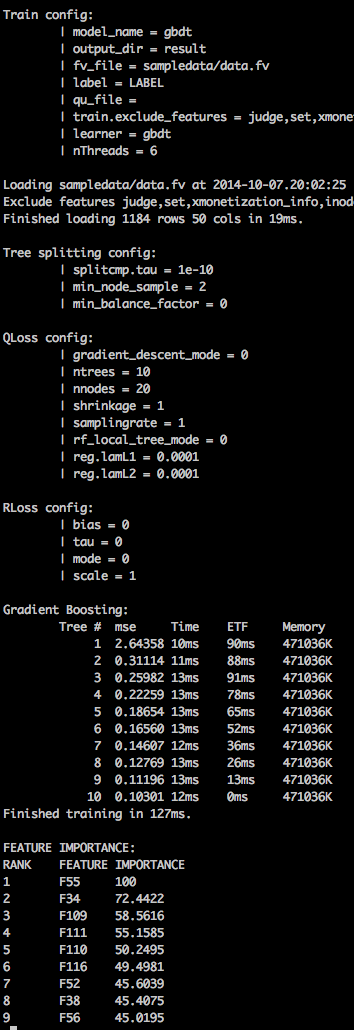 Train config:
| model_name = gbdt
| output_dir = result
| fv_file = sampledata/data.fv
| label = LABEL
| qu_file =
| train.exclude_features = judge,set,xmone
| learner = gbdt
| nThreads = 6
Loading sampledata/data.fv at 2014-10-07.20:02:25
Exclude features judge,set,xmonetization_info,inod
Finished loading 1184 rows 50 cols in 19ms.
Tree splitting config:
| splitcmp.tau = 1e-10
| min_node_sample = 2
| min_balance_factor = 0
QLoss config:
| gradient_descent_mode = 0
| ntrees = 10
| nnodes = 20
| shrinkage = 1
| samplingrate = 1
| rf_local_tree_mode = 0
| reg.lamL1 = 0.0001
| reg.lamL2 = 0.0001
RLoss config:
| bias = 0
| tau = 0
| mode = 0
| scale = 1
Gradient Boosting:
Tree # mse Time ETF Memory
1 2.64358 10ms 90ms 471036K
2 0.31114 11ms 88ms 471036K
3 0.25982 13ms 91ms 471036K
4 0.22259 13ms 78ms 471036K
5 0.18654 13ms 65ms 471036K
6 0.16560 13ms 52ms 471036K
7 0.14607 12ms 36ms 471036K
8 0.12769 13ms 26ms 471036K
9 0.11196 13ms 13ms 471036K
10 0.10301 12ms 0ms 471036K
Finished training in 127ms.
FEATURE IMPORTANCE:
RANK FEATURE IMPORTANCE
1 F55 100
2 F34 72.4422
3 F109 58.5616
4 F111 55.1585
5 F110 50.2495
6 F116 49.4981
7 F52 45.6039
8 F38 45.4075
9 F56 45.0195